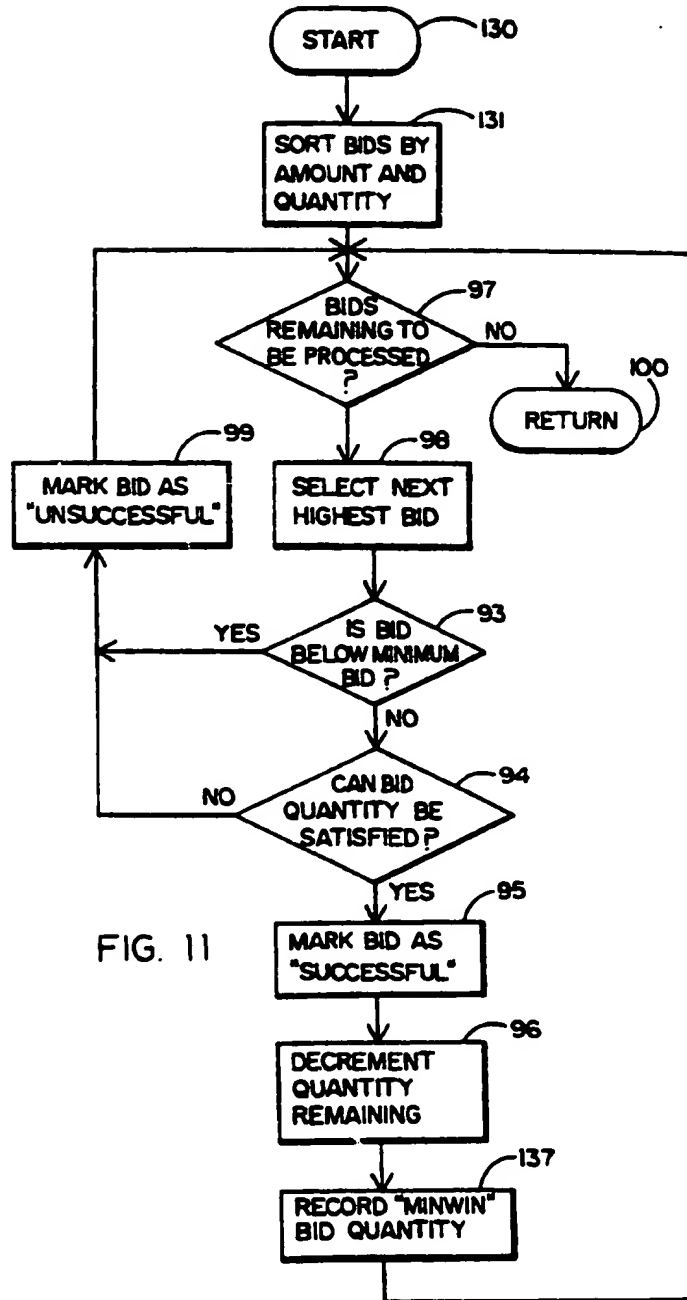 START
130
131
SORT BIDS BY
AMOUNT AND
QUANTITY
97
BIDS
REMAINING TO
BE PROCESSED
?
NO
100
RETURN
99
MARK BID AS
"UNSUCCESSFUL"
98
SELECT NEXT
HIGHEST BID
93
YES
IS BID
BELOW MINIMUM
BID ?
NO
94
NO
CAN BID
QUANTITY BE
SATISFIED?
YES
95
FIG. 11
MARK BID AS
"SUCCESSFUL"
96
DECREMENT
QUANTITY
REMAINING
137
RECORD "MINWIN"
BID QUANTITY